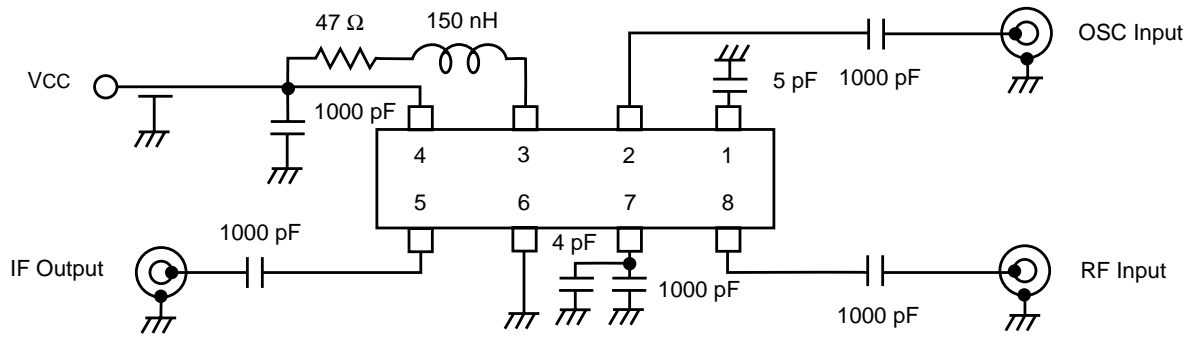 47 Ω
150 nH
OSC Input
VCC
1000 pF
5 pF
1000 pF
4 3 2 1
5 6 7 8
1000 pF
4 pF
IF Output
1000 pF
RF Input
1000 pF